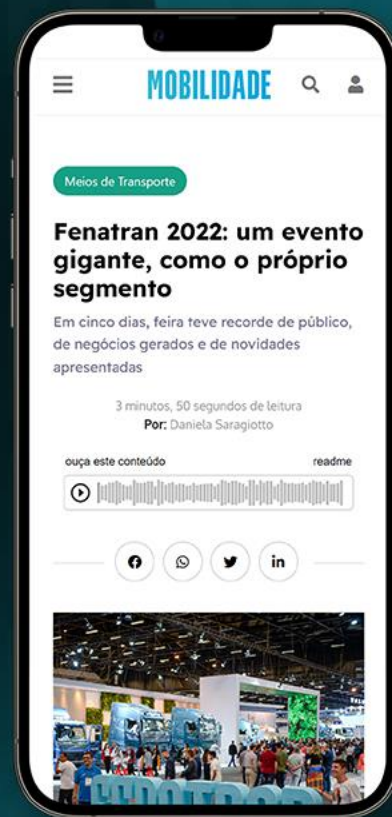 MOBILIDADE
Meios de Transporte
Fenatran 2022: um evento
gigante, como o próprio
segmento
Em cinco dias, feira teve recorde de público,
de negócios gerados e de novidades
apresentadas
3 minutos, 50 segundos de leitura
Por: Daniela Saragiotto
ouça este conteúdo
readme
FENATRAN